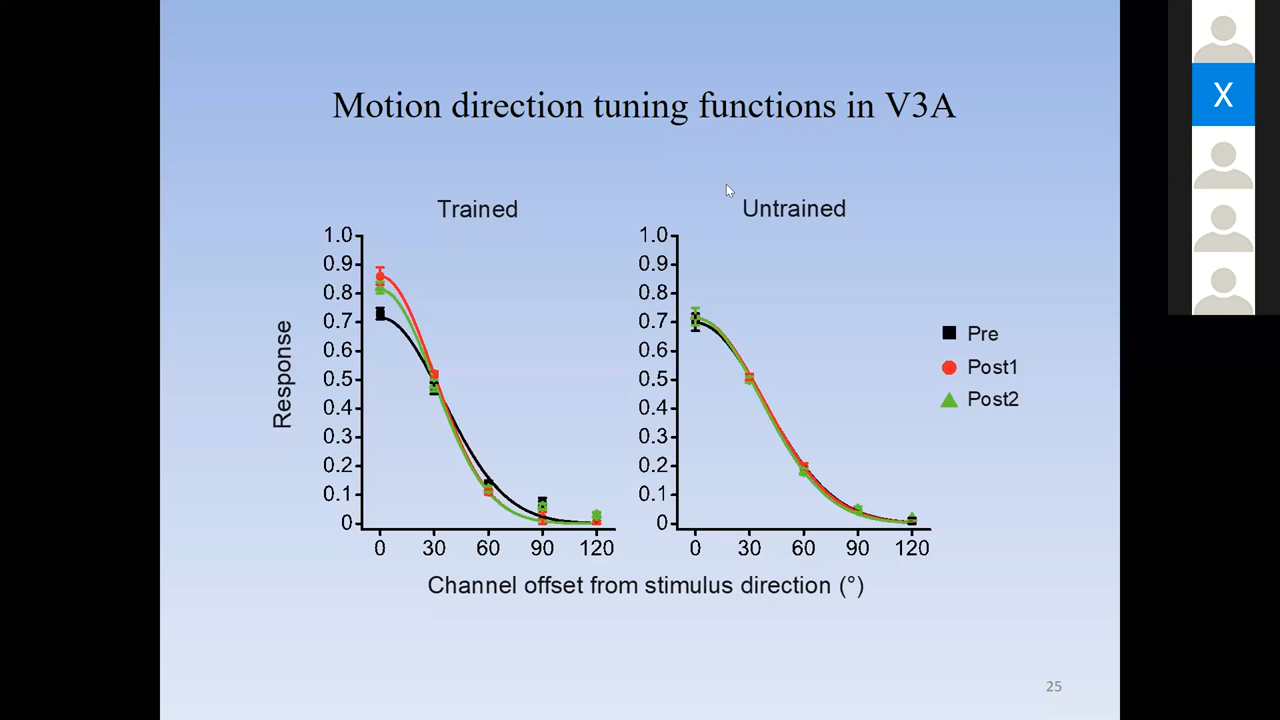 Motion direction tuning functions in V3A
X
Trained
Untrained
1.0
0.9
0.8
0.7
0.6
0.5
0.4
0.3
0.2
0.1
0
Response
0 30 60 90 120
1.0
0.9
0.8
0.7
0.6
0.5
0.4
0.3
0.2
0.1
0
0 30 60 90 120
Pre
Post1
Post2
Channel offset from stimulus direction (°)
25